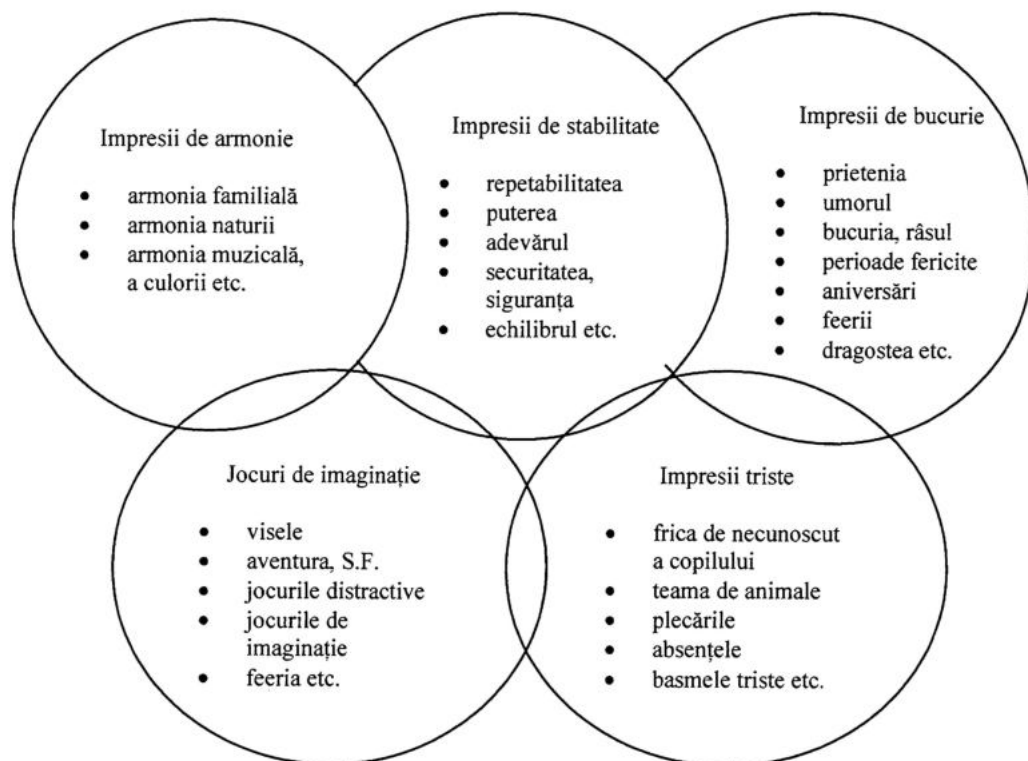 Impresii de armonie
• armonia familială
• armonia naturii
• armonia muzicală,
a culorii etc.
Impresii de stabilitate
• repetabilitatea
• puterea
• adevărul
• securitatea,
siguranța
• echilibrul etc.
Impresii de bucurie
• prietenia
• umorul
• bucuria, râsul
• perioade fericite
• aniversări
• feerii
• dragostea etc.
Jocuri de imaginație
• visele
• aventura, S.F.
• jocurile distractive
• jocurile de
imaginație
• feeria etc.
Impresii triste
• frica de necunoscut
a copilului
• teama de animale
• plecările
• absențele
• basmele triste etc.